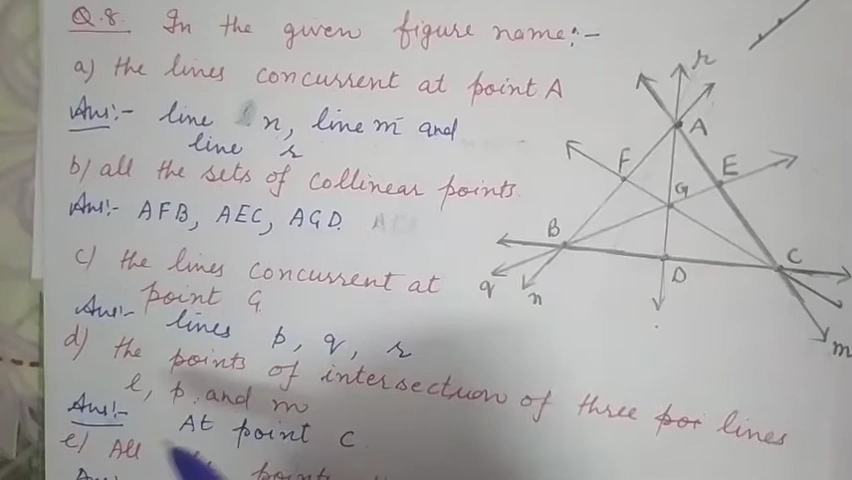 Q.8. In the given figure name:-
a) the lines concurrent at point A
Ans:- line n, line m and
line r
b) all the sets of collinear points.
Ans:- AFB, AEC, AGD.
c) the lines concurrent at
point G
Ans:- lines p, q, r
d) the points of intersection of three poi lines
l, p and m
Ans:- At point C
e) All
r
A
F
E
G
B
C
D
q
n
m